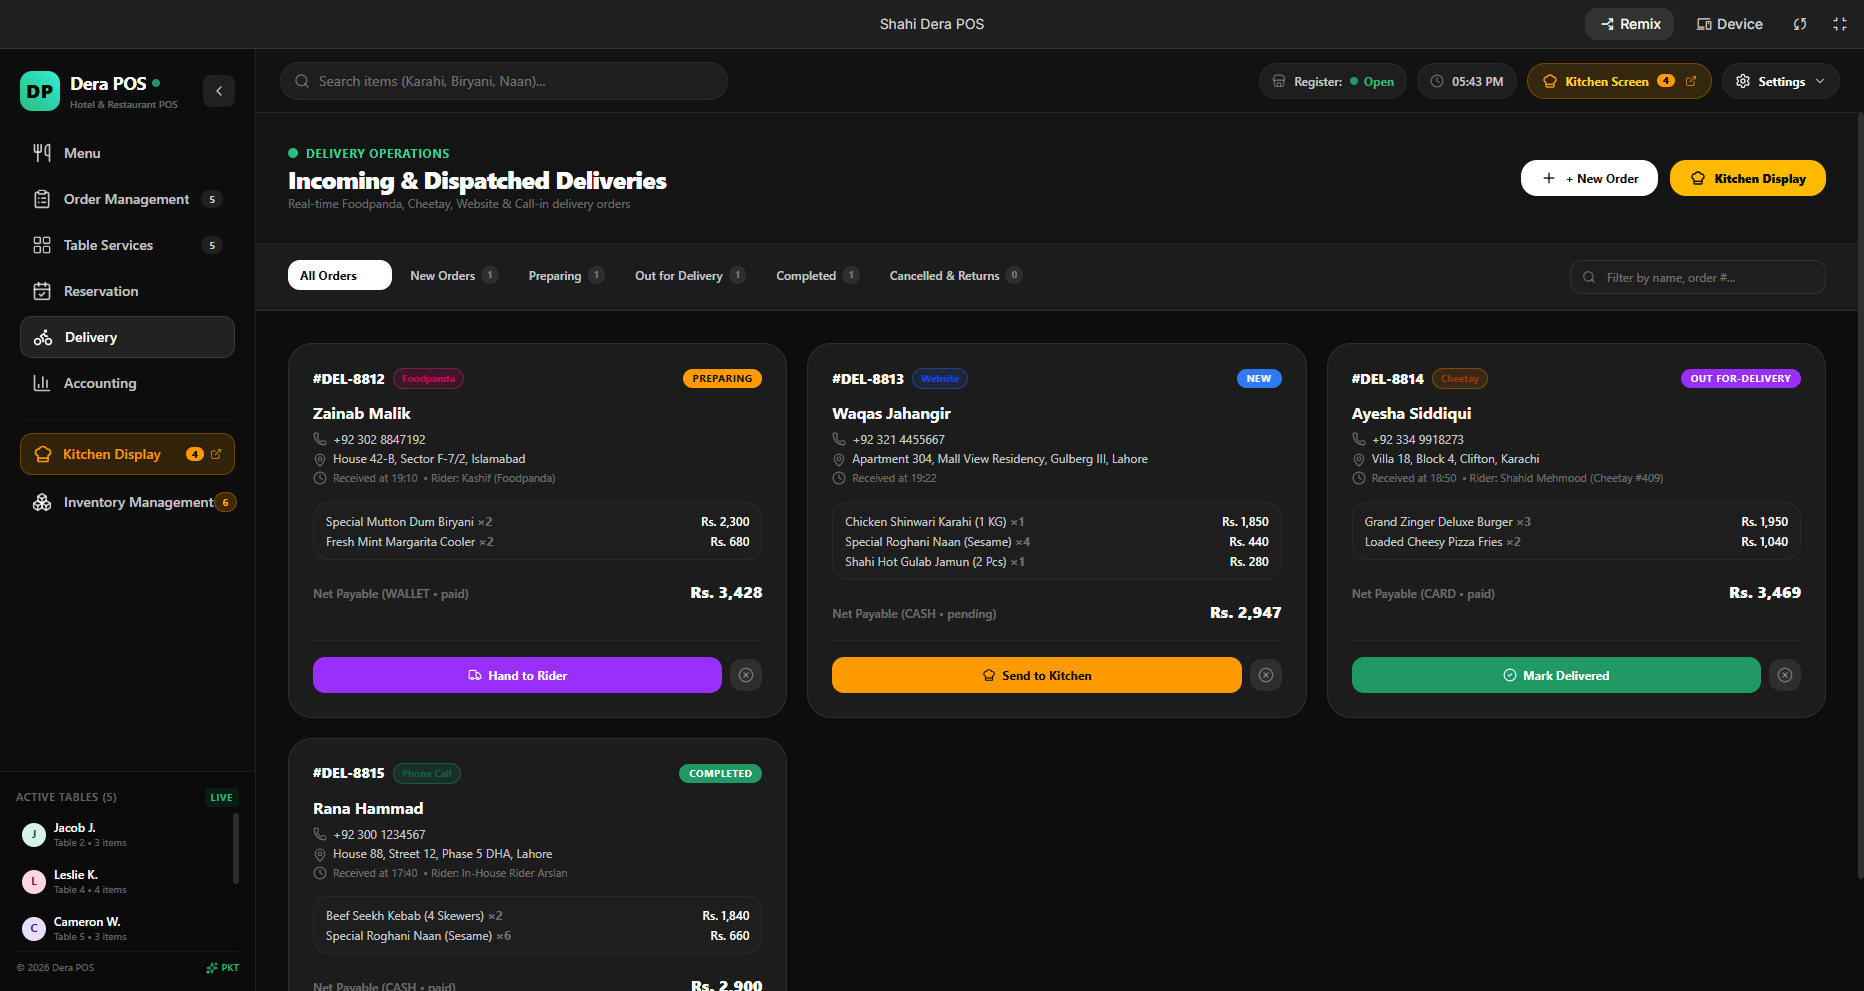 Shahi Dera POS
Remix
Device
DP
Dera POS
Hotel & Restaurant POS
Search items (Karahi, Biryani, Naan)...
Register: Open
05:43 PM
Kitchen Screen 4
Settings
Menu
Order Management 5
Table Services 5
Reservation
Delivery
Accounting
Kitchen Display 4
Inventory Management 6
ACTIVE TABLES (5) LIVE
J Jacob J.
Table 2 • 3 items
L Leslie K.
Table 4 • 4 items
C Cameron W.
Table 5 • 3 items
© 2026 Dera POS PKT
DELIVERY OPERATIONS
Incoming & Dispatched Deliveries
Real-time Foodpanda, Cheetay, Website & Call-in delivery orders
+ New Order
Kitchen Display
All Orders
New Orders 1
Preparing 1
Out for Delivery 1
Completed 1
Cancelled & Returns 0
Filter by name, order #...
#DEL-8812 Foodpanda PREPARING
Zainab Malik
+92 302 8847192
House 42-B, Sector F-7/2, Islamabad
Received at 19:10 • Rider: Kashif (Foodpanda)
Special Mutton Dum Biryani ×2 Rs. 2,300
Fresh Mint Margarita Cooler ×2 Rs. 680
Net Payable (WALLET • paid) Rs. 3,428
Hand to Rider
#DEL-8813 Website NEW
Waqas Jahangir
+92 321 4455667
Apartment 304, Mall View Residency, Gulberg III, Lahore
Received at 19:22
Chicken Shinwari Karahi (1 KG) ×1 Rs. 1,850
Special Roghani Naan (Sesame) ×4 Rs. 440
Shahi Hot Gulab Jamun (2 Pcs) ×1 Rs. 280
Net Payable (CASH • pending) Rs. 2,947
Send to Kitchen
#DEL-8814 Cheetay OUT FOR-DELIVERY
Ayesha Siddiqui
+92 334 9918273
Villa 18, Block 4, Clifton, Karachi
Received at 18:50 • Rider: Shahid Mehmood (Cheetay #409)
Grand Zinger Deluxe Burger ×3 Rs. 1,950
Loaded Cheesy Pizza Fries ×2 Rs. 1,040
Net Payable (CARD • paid) Rs. 3,469
Mark Delivered
#DEL-8815 Phone Call COMPLETED
Rana Hammad
+92 300 1234567
House 88, Street 12, Phase 5 DHA, Lahore
Received at 17:40 • Rider: In-House Rider Arslan
Beef Seekh Kebab (4 Skewers) ×2 Rs. 1,840
Special Roghani Naan (Sesame) ×6 Rs. 660
Net Payable (CASH • paid) Rs. 2,900